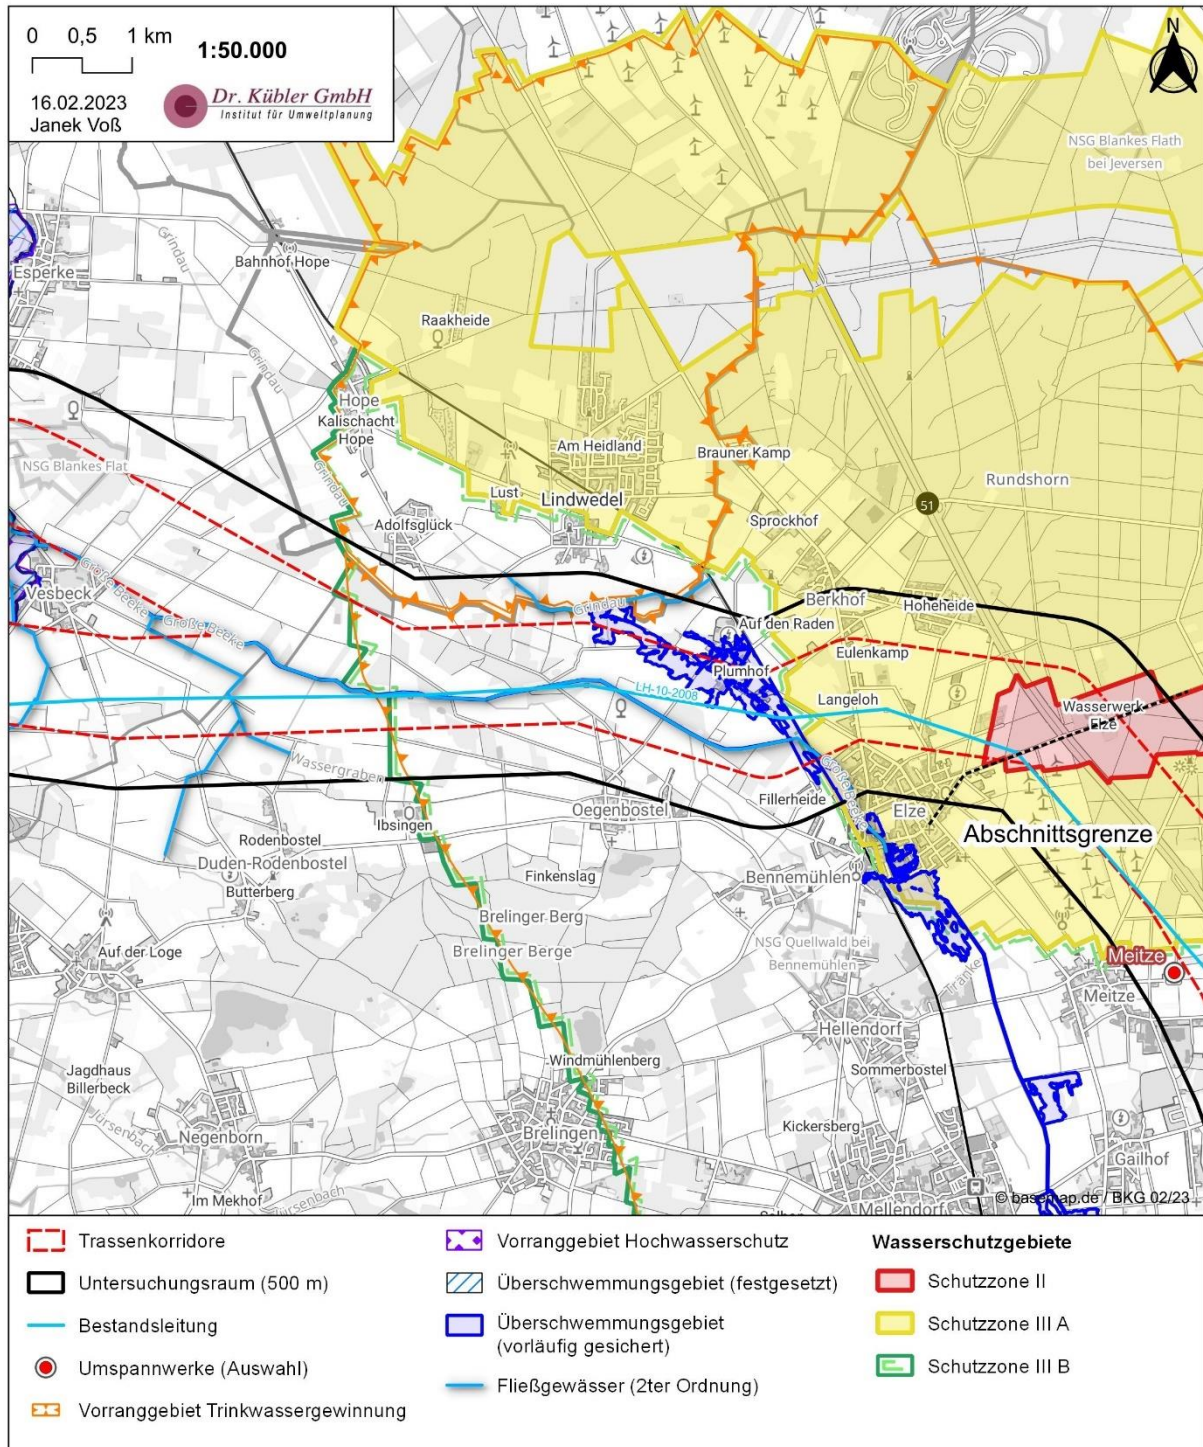 0 0,5 1 km
1:50.000
16.02.2023
Janek Voß
Dr. Kübler GmbH
Institut für Umweltplanung
N
NSG Blankes Flath
bei Jeversen
Grindau
Esperke
Bahnhof Hope
Raakheide
Grindau
Hope
Kalischacht
Hope
Am Heidland
Brauner Kamp
NSG Blankes Flat
Grindau
Lust
Lindwedel
Rundshorn
51
Adolfsglück
Sprockhof
Vesbeck
Große Beeke
Große Beeke
Grindau
Berkhof
Hoheheide
Auf den Raden
Eulenkamp
Plumhof
LH-10-2008
Langeloh
Wasserwerk
Elze
Wassergraben
Große Beeke
Oegenbostel
Fillerheide
Elze
Ibsingen
Abschnittsgrenze
Rodenbostel
Duden-Rodenbostel
Butterberg
Finkenslag
Bennemühlen
Brelinger Berg
Brelinger Berge
NSG Quellwald bei
Bennemühlen
Auf der Loge
Meitze
Meitze
Hellendorf
Windmühlenberg
Sommerbostel
Jagdhaus
Billerbeck
Jürsenbach
Negenborn
Brelingen
Kickersberg
Gailhof
Im Mekhof
Jürsenbach
Mellendorf
© basemap.de / BKG 02/23
Trassenkorridore
Untersuchungsraum (500 m)
Bestandsleitung
Umspannwerke (Auswahl)
Vorranggebiet Trinkwassergewinnung
Vorranggebiet Hochwasserschutz
Überschwemmungsgebiet (festgesetzt)
Überschwemmungsgebiet
(vorläufig gesichert)
Fließgewässer (2ter Ordnung)
Wasserschutzgebiete
Schutzzone II
Schutzzone III A
Schutzzone III B